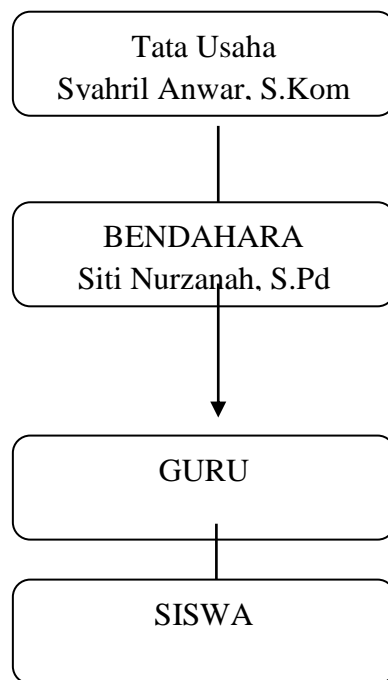 Tata Usaha
Syahril Anwar, S.Kom
BENDAHARA
Siti Nurzanah, S.Pd
GURU
SISWA